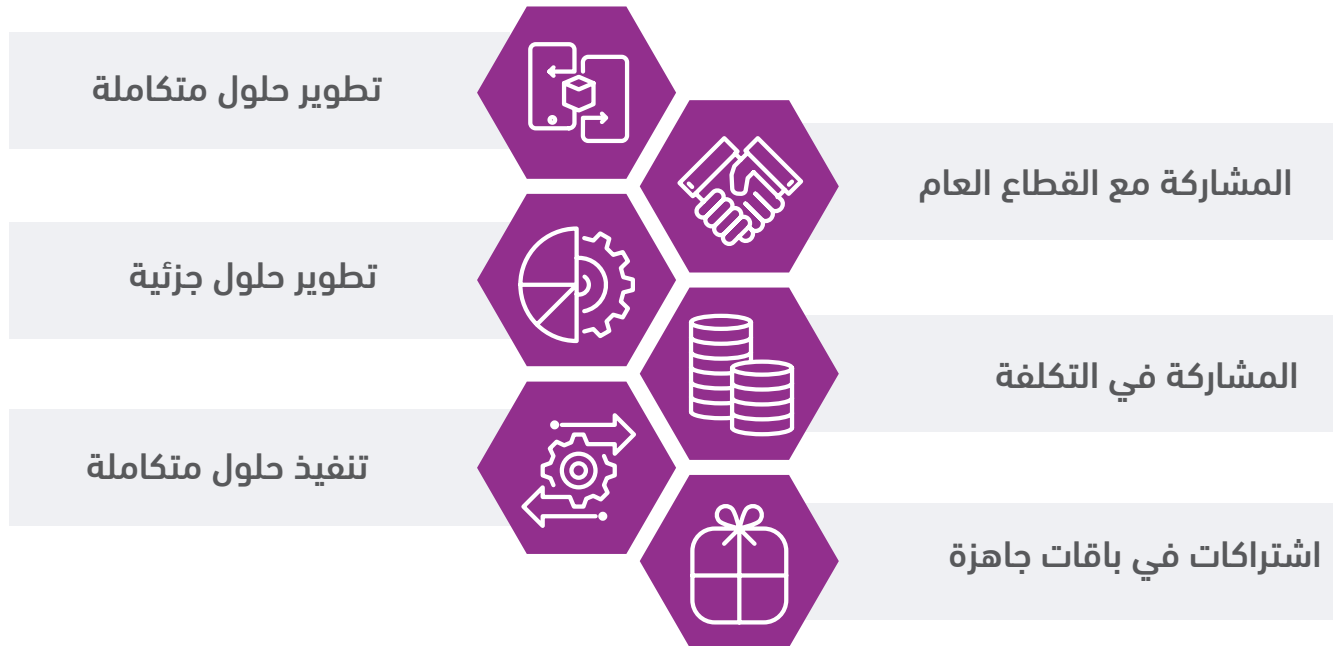 تطوير حلول متكاملة
المشاركة مع القطاع العام
تطوير حلول جزئية
المشاركة في التكلفة
تنفيذ حلول متكاملة
اشتراكات في باقات جاهزة